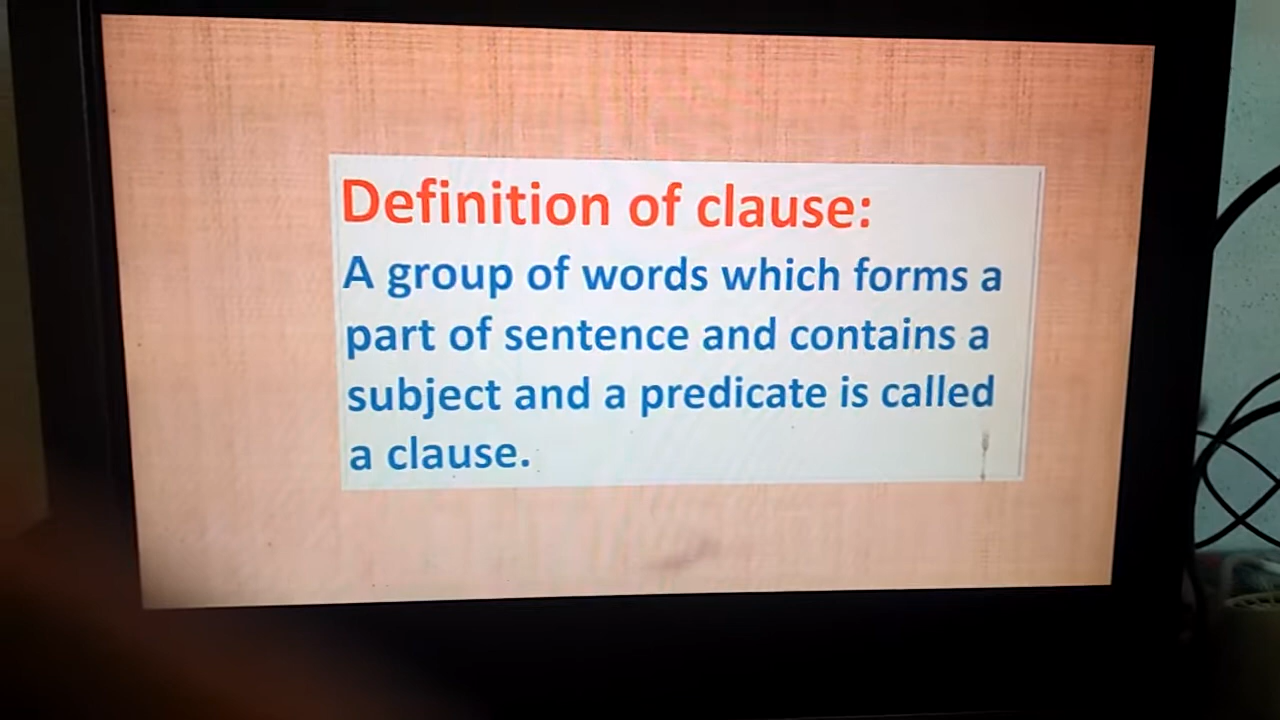 Definition of clause:
A group of words which forms a
part of sentence and contains a
subject and a predicate is called
a clause.